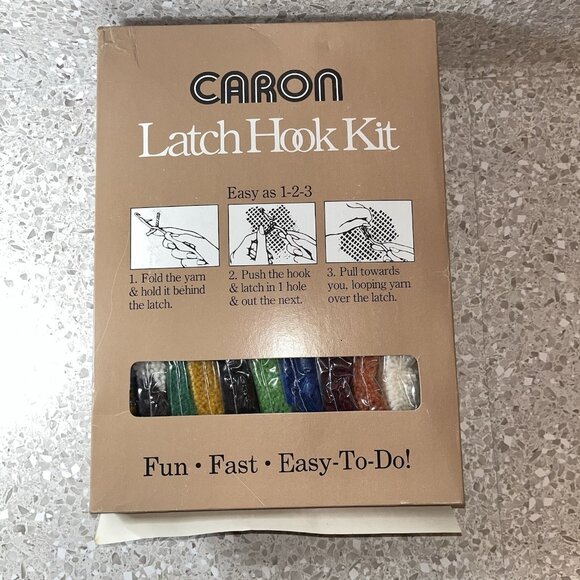 CARON
Latch Hook Kit
Easy as 1-2-3
1. Fold the yarn
& hold it behind
the latch.
2. Push the hook
& latch in 1 hole
& out the next.
3. Pull towards
you, looping yarn
over the latch.
Fun • Fast • Easy-To-Do!